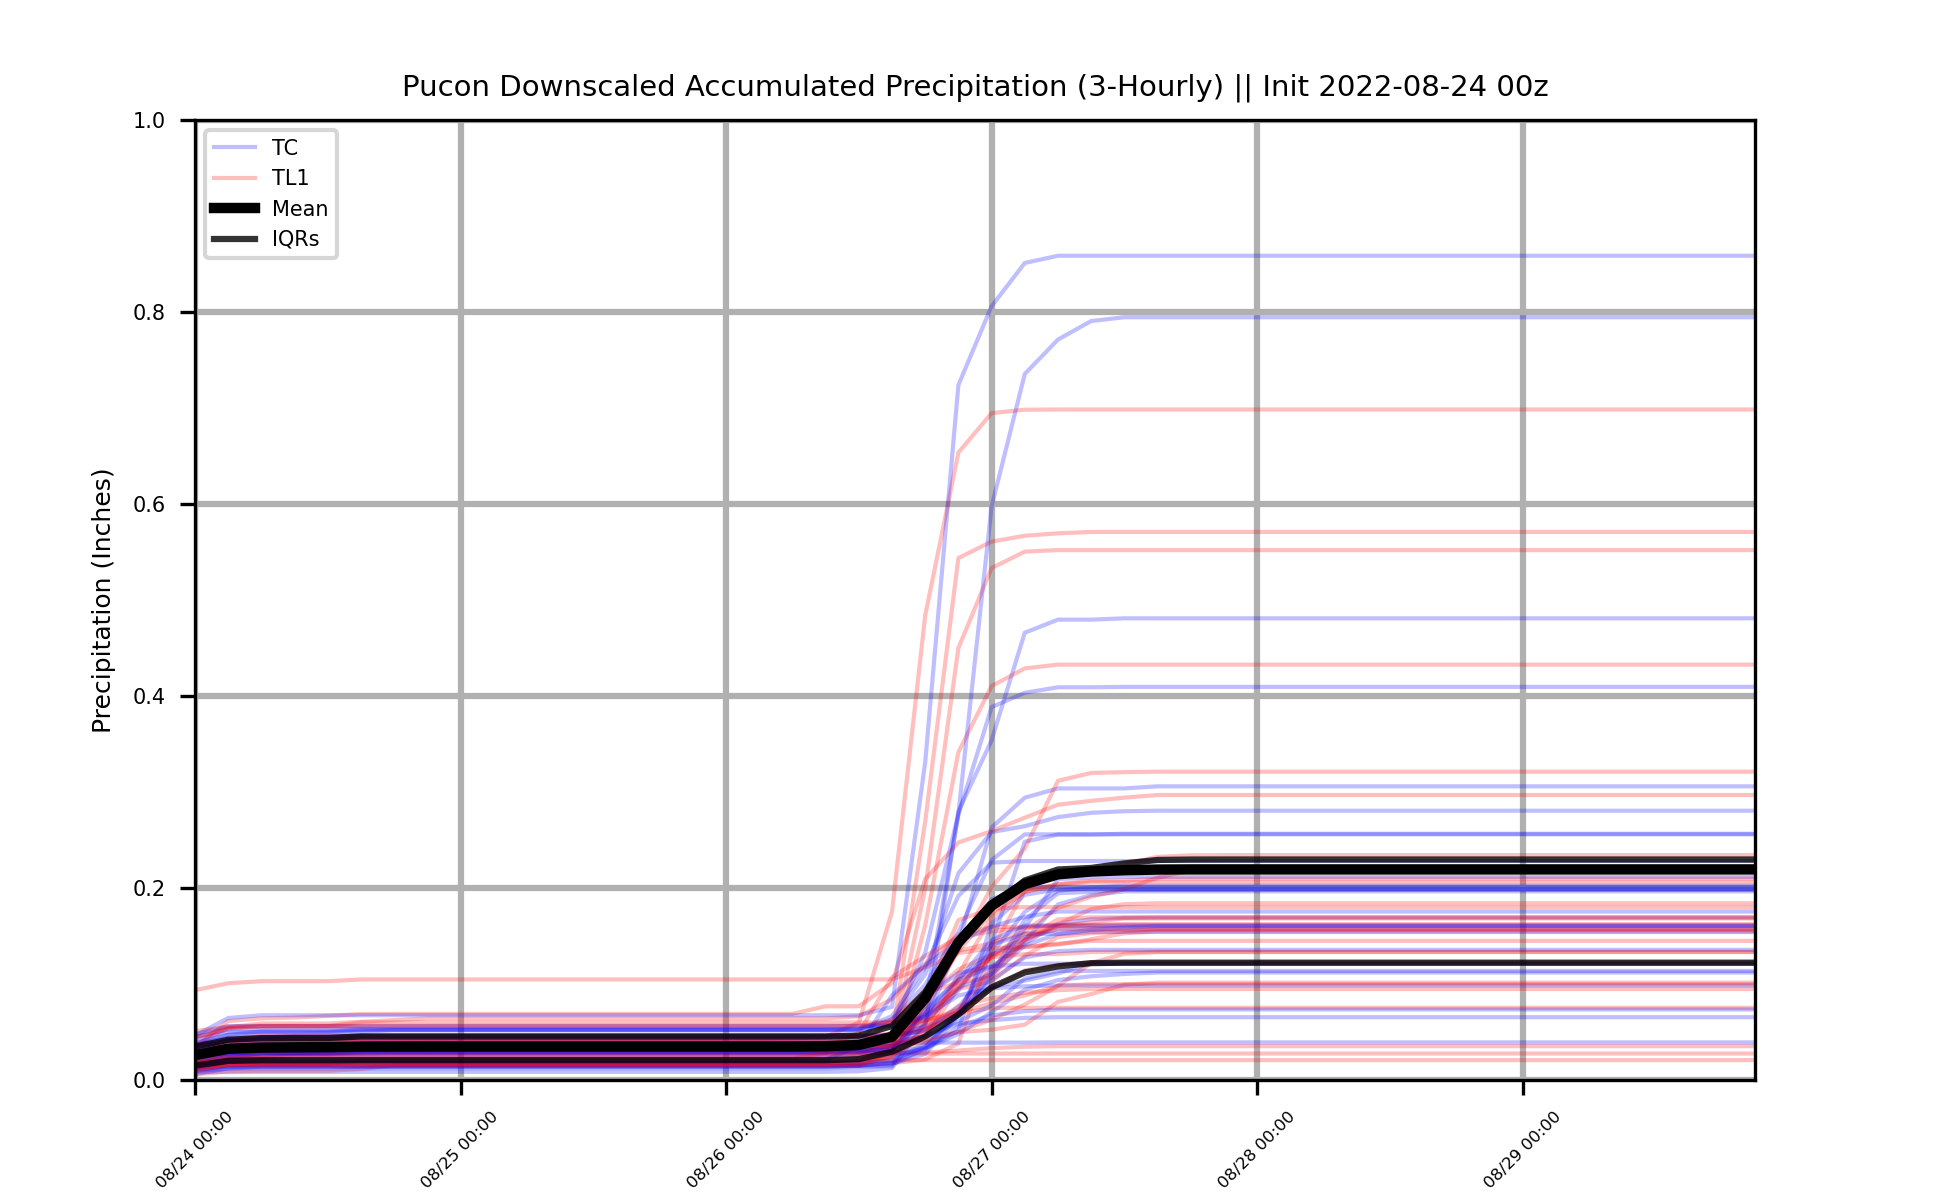 Pucon Downscaled Accumulated Precipitation (3-Hourly) || Init 2022-08-24 00z
1.0
0.8
0.6
0.4
0.2
0.0
Precipitation (Inches)
TC
TL1
Mean
IQRs
08/24 00:00
08/25 00:00
08/26 00:00
08/27 00:00
08/28 00:00
08/29 00:00